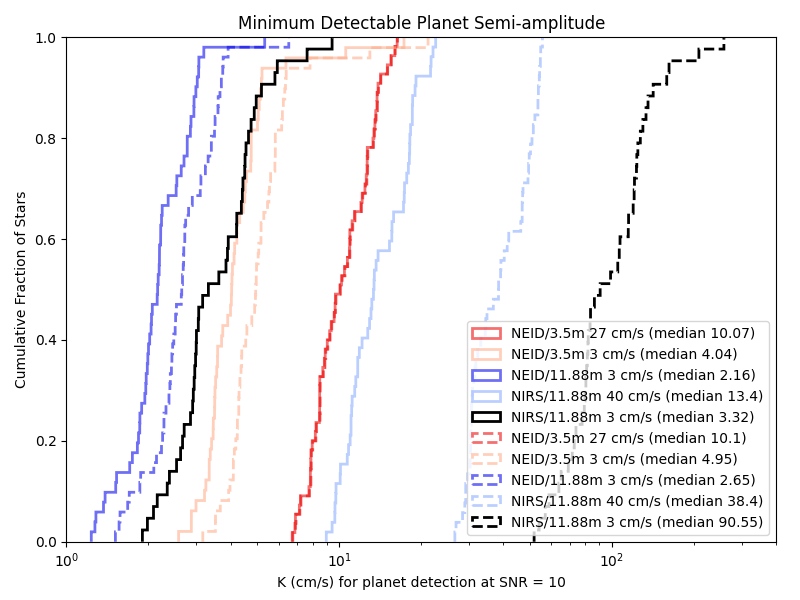 Minimum Detectable Planet Semi-amplitude
Cumulative Fraction of Stars
1.0
0.8
0.6
0.4
0.2
0.0
NEID/3.5m 27 cm/s (median 10.07)
NEID/3.5m 3 cm/s (median 4.04)
NEID/11.88m 3 cm/s (median 2.16)
NIRS/11.88m 40 cm/s (median 13.4)
NIRS/11.88m 3 cm/s (median 3.32)
NEID/3.5m 27 cm/s (median 10.1)
NEID/3.5m 3 cm/s (median 4.95)
NEID/11.88m 3 cm/s (median 2.65)
NIRS/11.88m 40 cm/s (median 38.4)
NIRS/11.88m 3 cm/s (median 90.55)
10⁰ 10¹ 10²
K (cm/s) for planet detection at SNR = 10